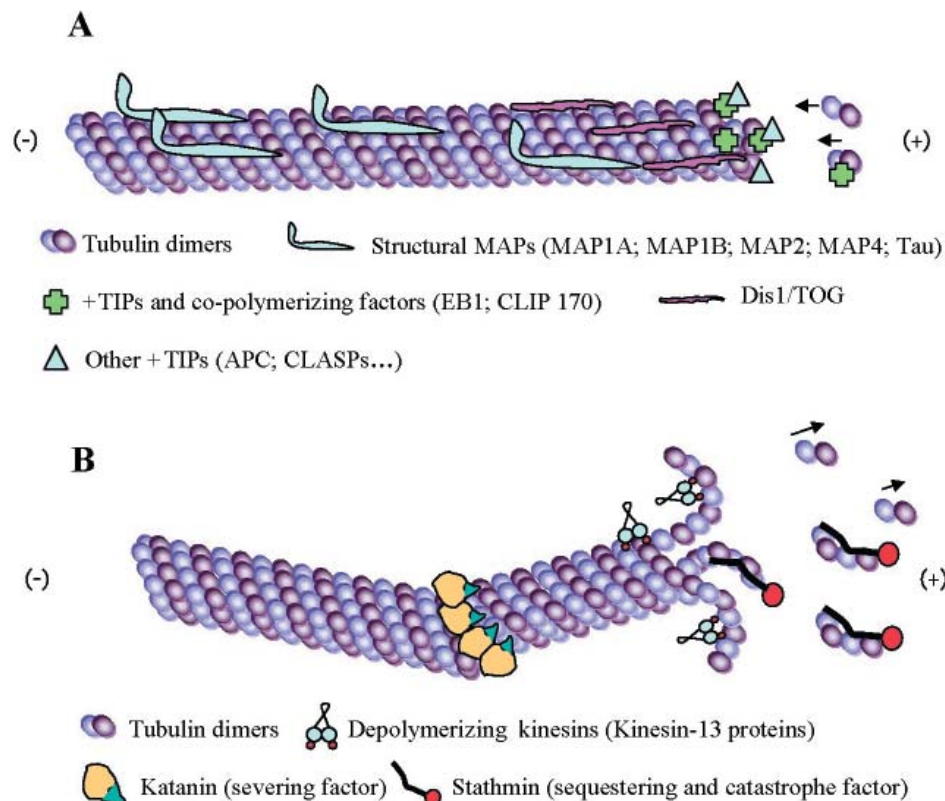 A
(-)
(+)
Tubulin dimers
Structural MAPs (MAP1A; MAP1B; MAP2; MAP4; Tau)
+TIPs and co-polymerizing factors (EB1; CLIP 170)
Dis1/TOG
Other +TIPs (APC; CLASPs...)
B
(-)
(+)
Tubulin dimers
Depolymerizing kinesins (Kinesin-13 proteins)
Katanin (severing factor)
Stathmin (sequestering and catastrophe factor)